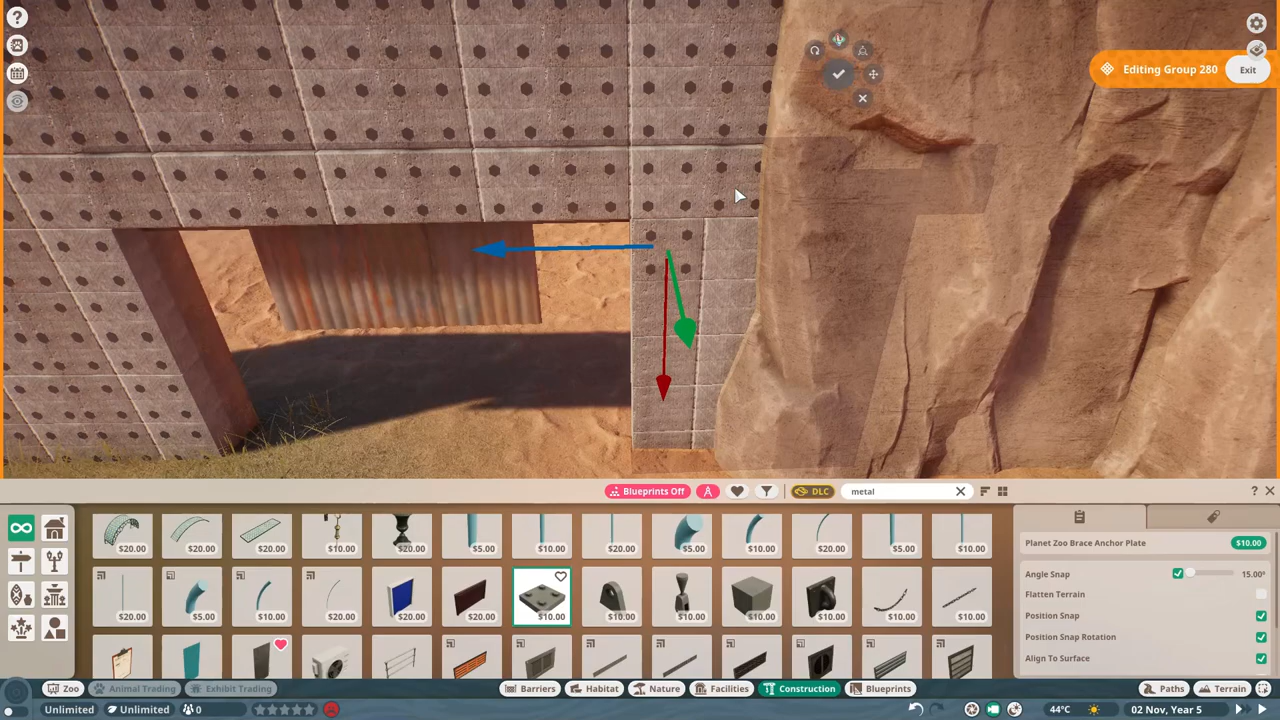 ?
Editing Group 280
Exit
Blueprints Off
DLC
metal
?
$20.00 $20.00 $20.00 $10.00 $20.00 $5.00 $10.00 $20.00 $5.00 $10.00 $20.00 $5.00 $10.00
$20.00 $5.00 $10.00 $20.00 $20.00 $20.00 $10.00 $10.00 $10.00 $10.00 $10.00 $10.00 $10.00
Planet Zoo Brace Anchor Plate
$10.00
Angle Snap
15.00°
Flatten Terrain
Position Snap
Position Snap Rotation
Align To Surface
Zoo
Animal Trading
Exhibit Trading
Barriers
Habitat
Nature
Facilities
Construction
Blueprints
Paths
Terrain
Unlimited
Unlimited
0
44°C
02 Nov, Year 5